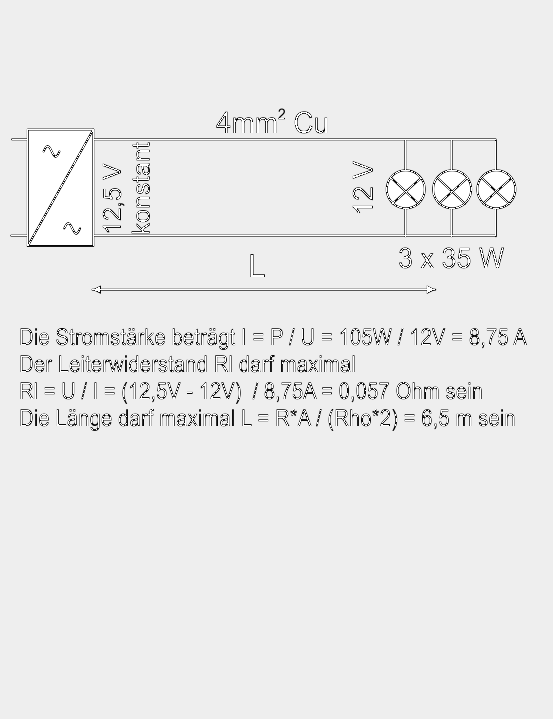 4mm² Cu
12,5 V
konstant
12 V
3 x 35 W
L
Die Stromstärke beträgt I = P / U = 105W / 12V = 8,75 A
Der Leiterwiderstand Rl darf maximal
Rl = U / I = (12,5V - 12V) / 8,75A = 0,057 Ohm sein
Die Länge darf maximal L = R*A / (Rho*2) = 6,5 m sein